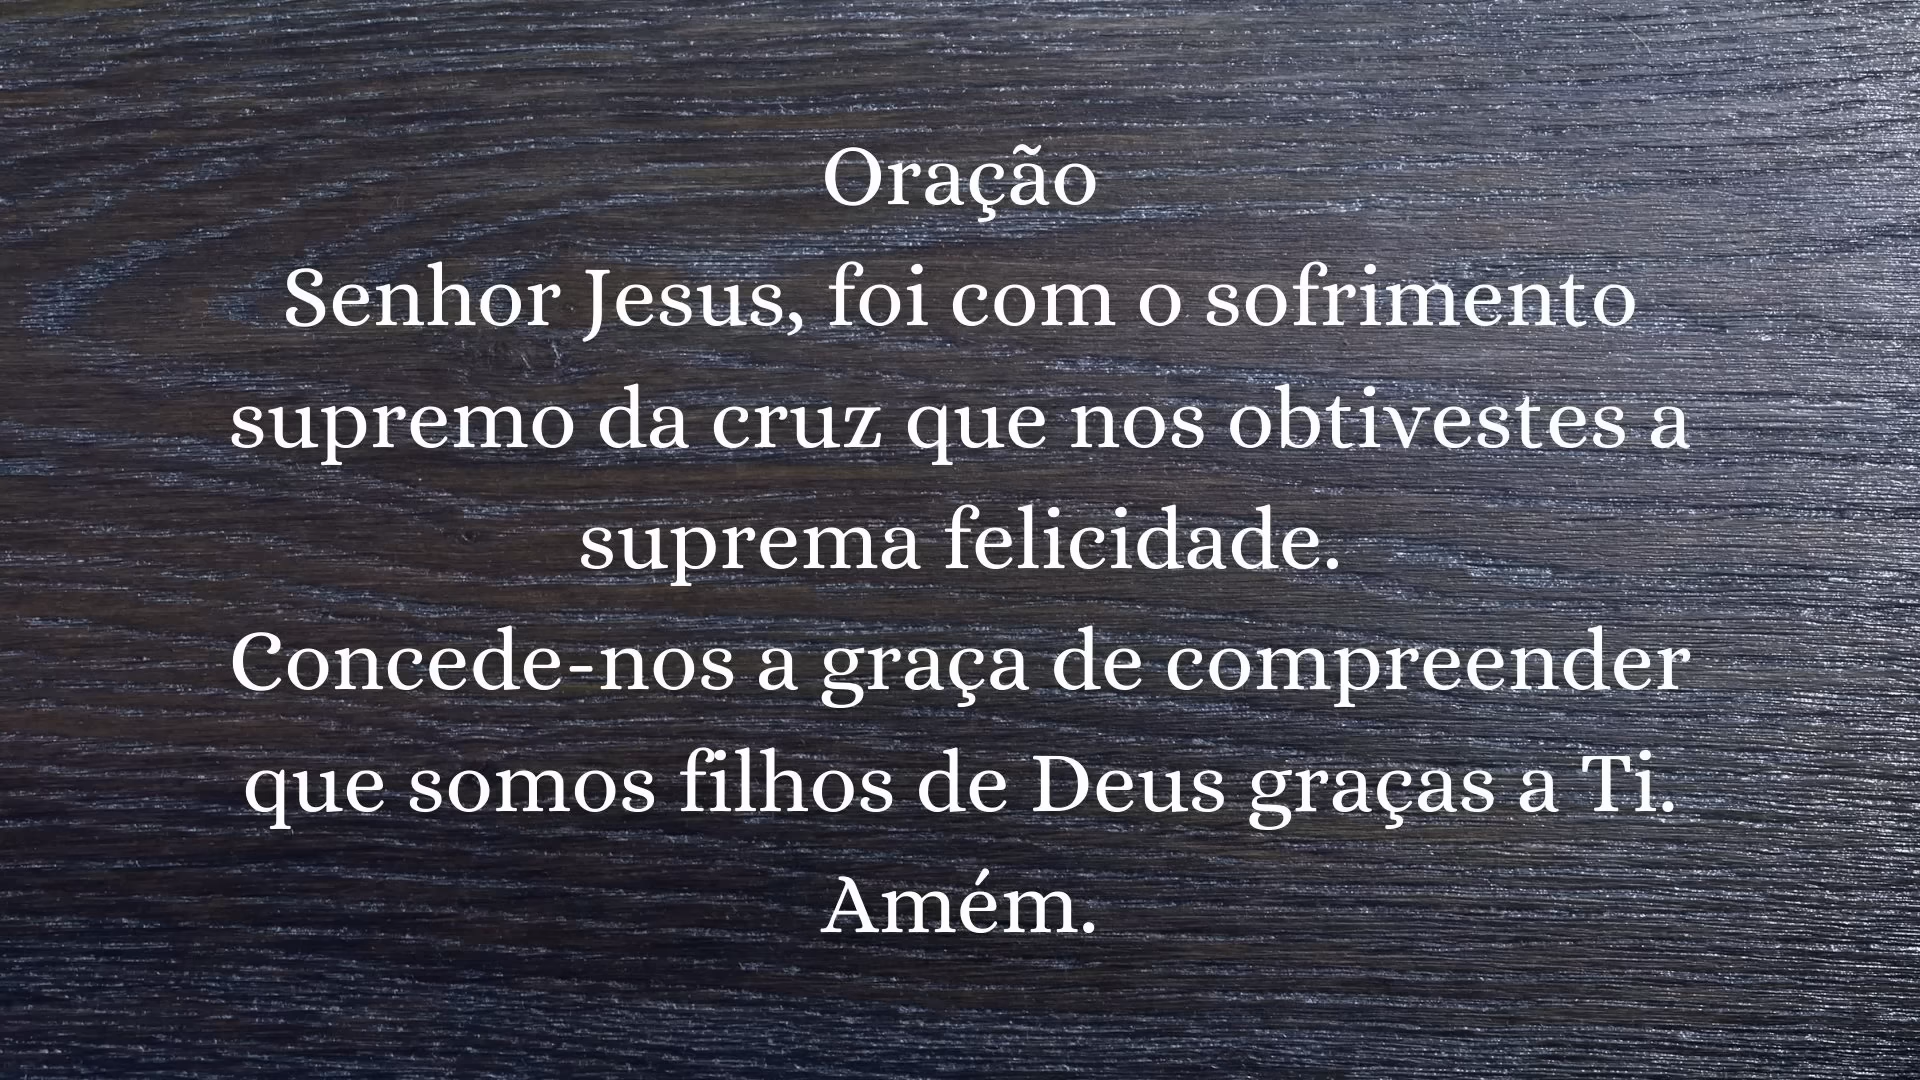 Oração
Senhor Jesus, foi com o sofrimento
supremo da cruz que nos obtivestes a
suprema felicidade.
Concede-nos a graça de compreender
que somos filhos de Deus graças a Ti.
Amém.